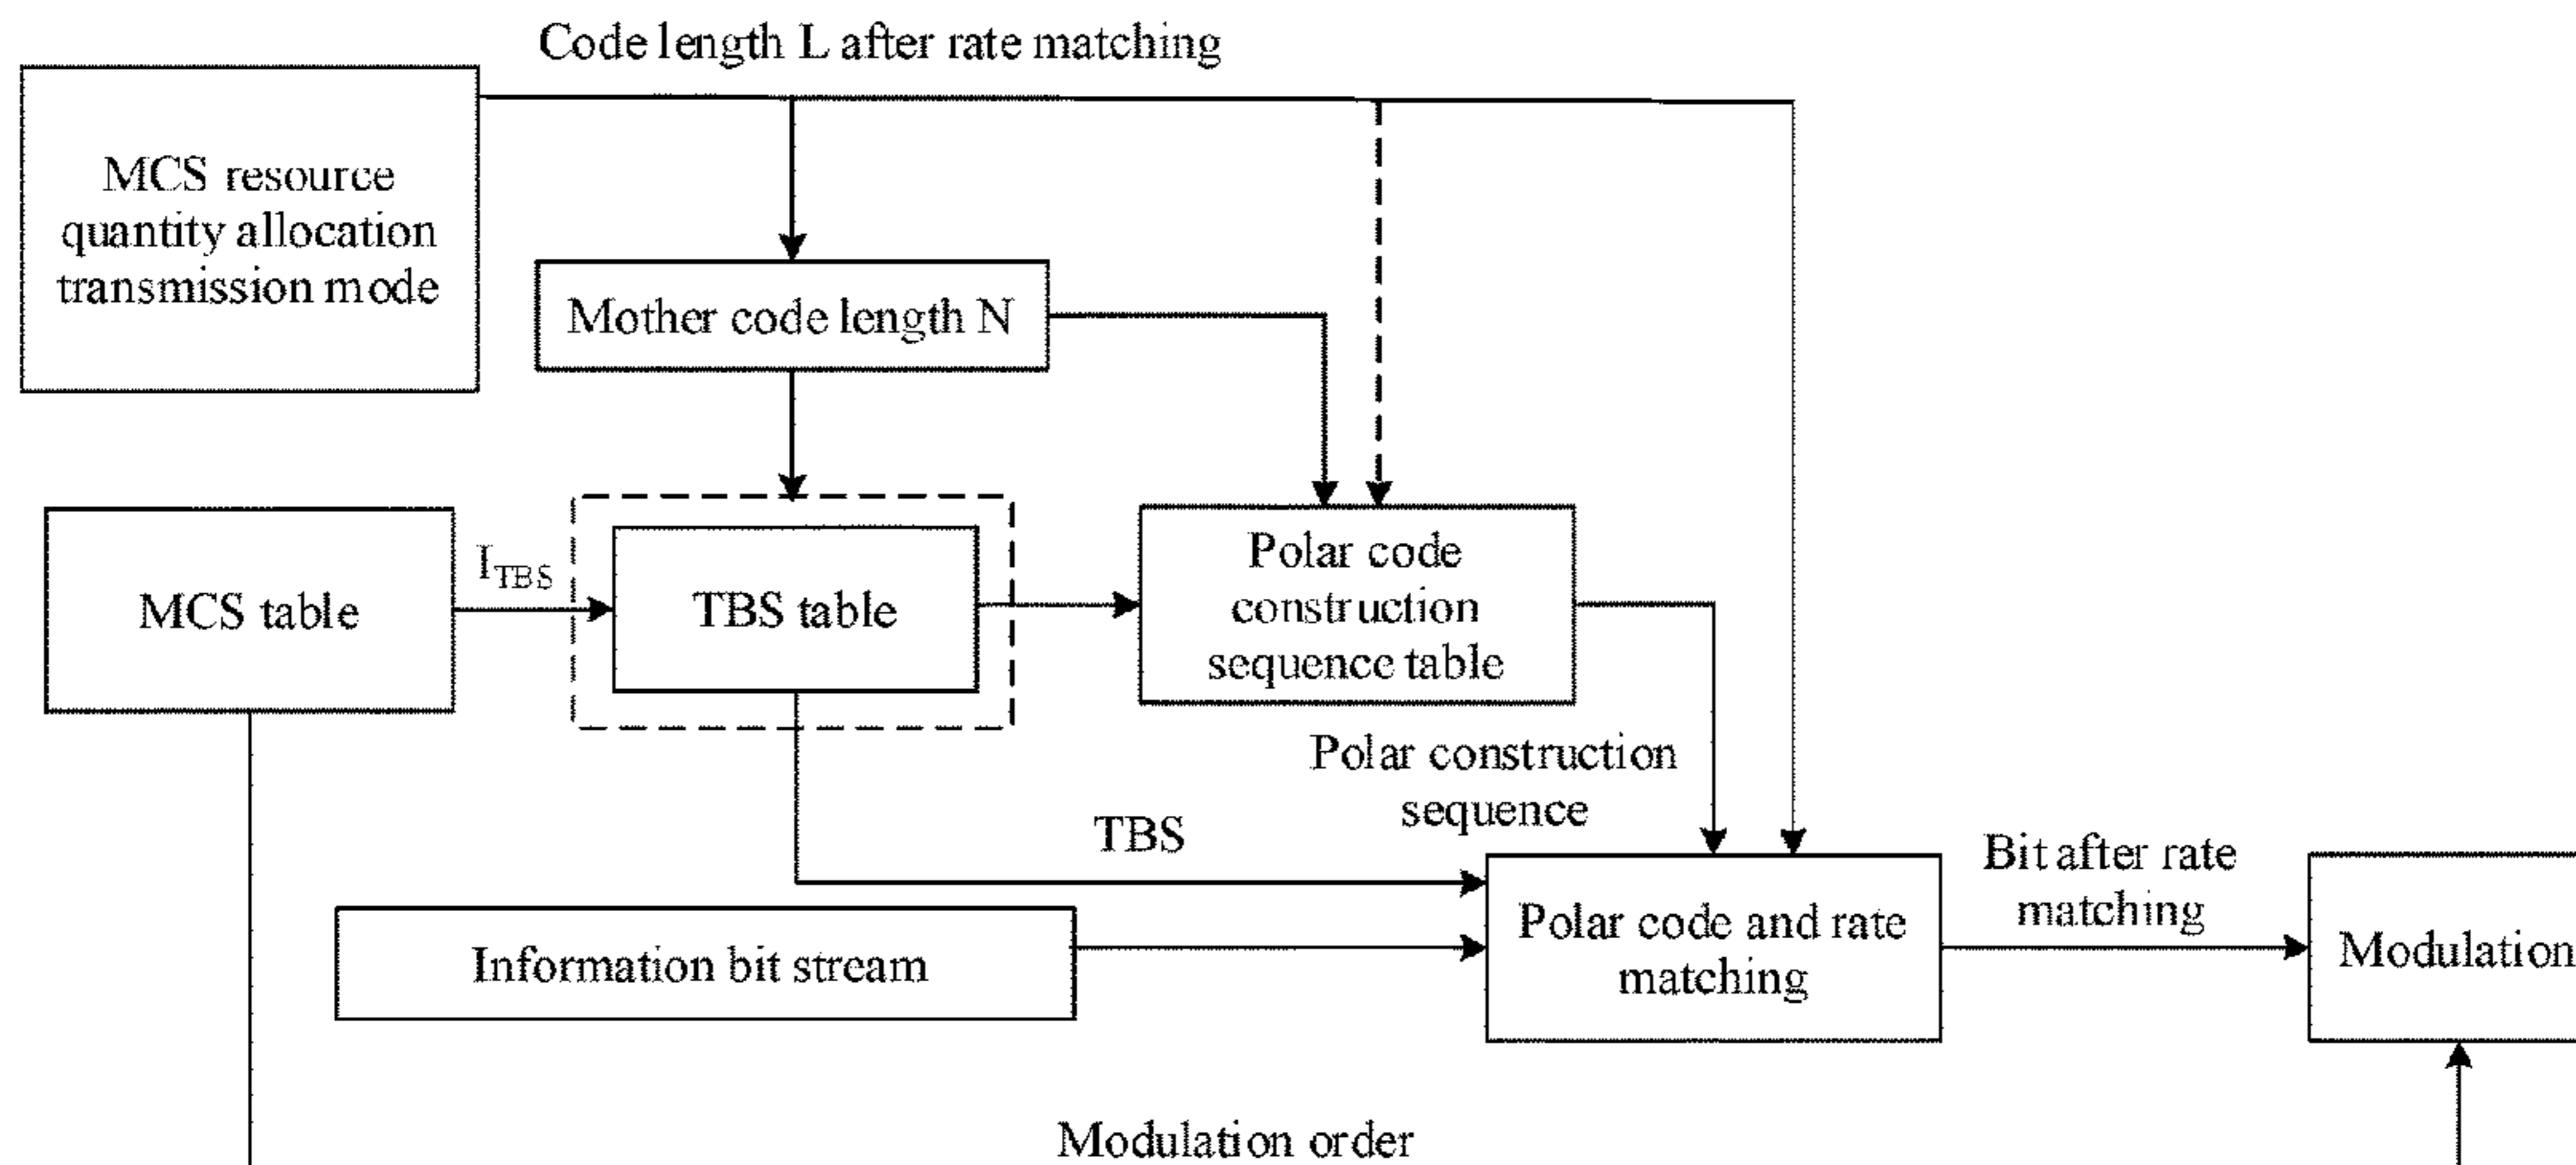 Code length L after rate matching
MCS resource
quantity allocation
transmission mode
Mother code length N
MCS table
I_TBS
TBS table
Polar code
construction
sequence table
Polar construction
sequence
TBS
Information bit stream
Polar code and rate
matching
Bit after rate
matching
Modulation
Modulation order